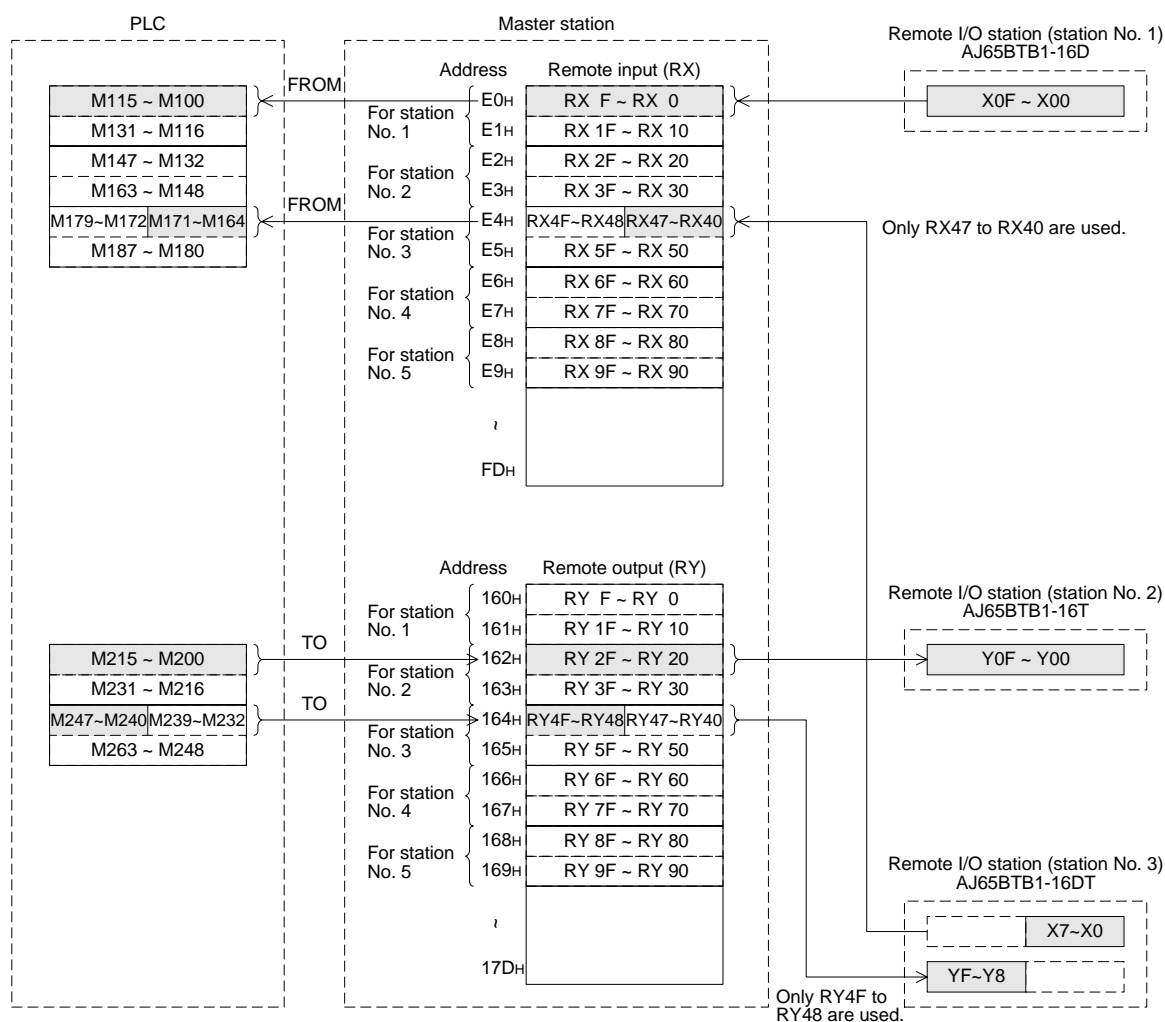 PLC
M115 ~ M100
M131 ~ M116
M147 ~ M132
M163 ~ M148
M179~M172 M171~M164
M187 ~ M180
M215 ~ M200
M231 ~ M216
M247~M240 M239~M232
M263 ~ M248
FROM
FROM
TO
TO
Master station
Address Remote input (RX)
For station
No. 1
E0H RX F ~ RX 0
E1H RX 1F ~ RX 10
For station
No. 2
E2H RX 2F ~ RX 20
E3H RX 3F ~ RX 30
For station
No. 3
E4H RX4F~RX48 RX47~RX40
E5H RX 5F ~ RX 50
For station
No. 4
E6H RX 6F ~ RX 60
E7H RX 7F ~ RX 70
For station
No. 5
E8H RX 8F ~ RX 80
E9H RX 9F ~ RX 90
~
FDH
Address Remote output (RY)
For station
No. 1
160H RY F ~ RY 0
161H RY 1F ~ RY 10
For station
No. 2
162H RY 2F ~ RY 20
163H RY 3F ~ RY 30
For station
No. 3
164H RY4F~RY48 RY47~RY40
165H RY 5F ~ RY 50
For station
No. 4
166H RY 6F ~ RY 60
167H RY 7F ~ RY 70
For station
No. 5
168H RY 8F ~ RY 80
169H RY 9F ~ RY 90
~
17DH
Remote I/O station (station No. 1)
AJ65BTB1-16D
X0F ~ X00
Only RX47 to RX40 are used.
Remote I/O station (station No. 2)
AJ65BTB1-16T
Y0F ~ Y00
Remote I/O station (station No. 3)
AJ65BTB1-16DT
X7~X0
YF~Y8
Only RY4F to
RY48 are used.